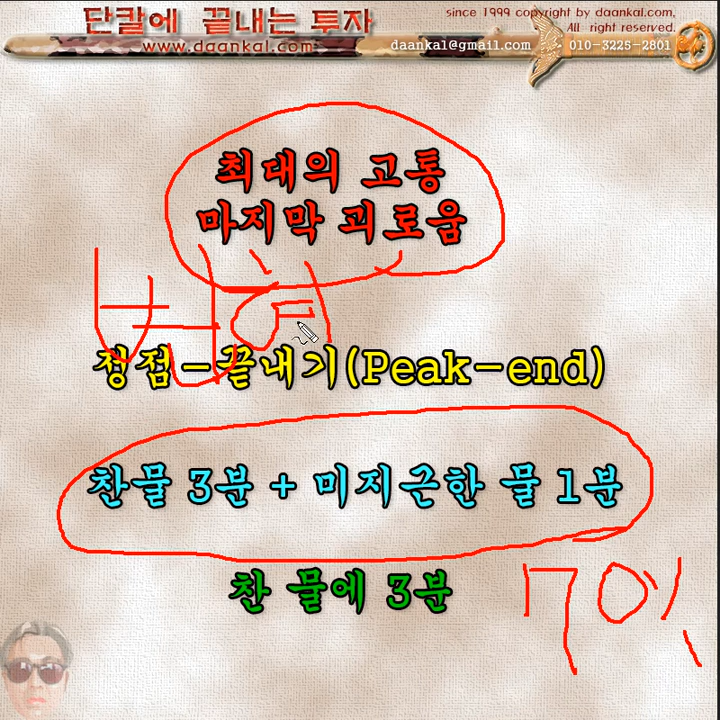 단칼에 끝내는 투자
since 1999 copyright by daankal.com,
All right reserved.
www.daankal.com
daankal@gmail.com
010-3225-2801
최대의 고통
마지막 괴로움
정점-끝내기(Peak-end)
찬물 3분 + 미지근한 물 1분
찬 물에 3분
70%